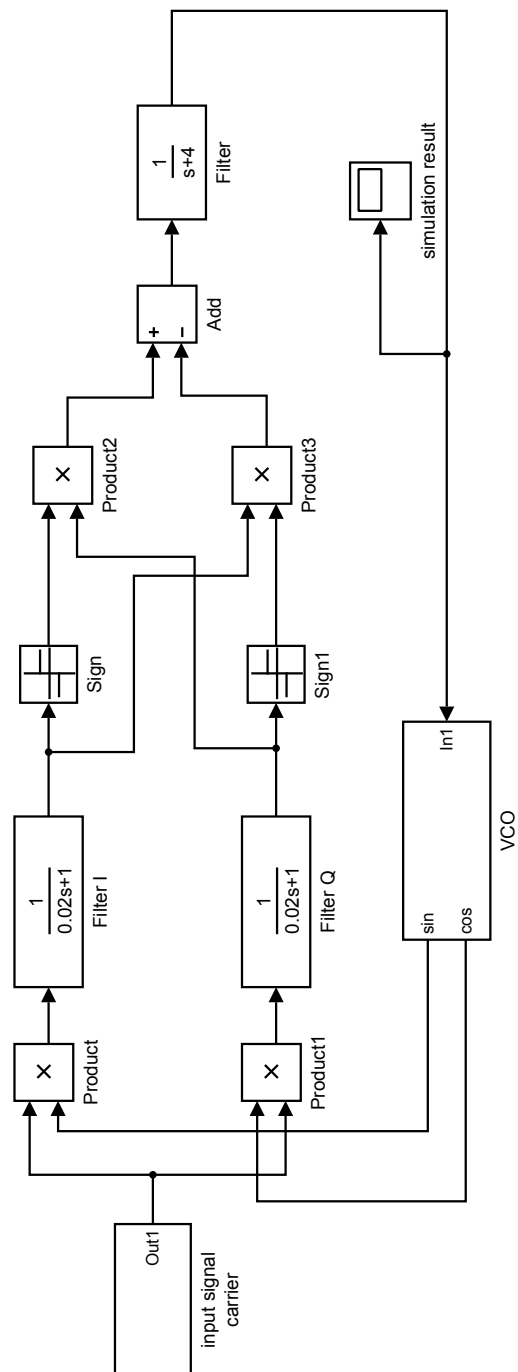 input signal
carrier
Out1
×
Product
×
Product1
1
0.02s+1
Filter I
1
0.02s+1
Filter Q
Sign
Sign1
×
Product2
×
Product3
+
−
Add
1
s+4
Filter
simulation result
In1
sin
cos
VCO